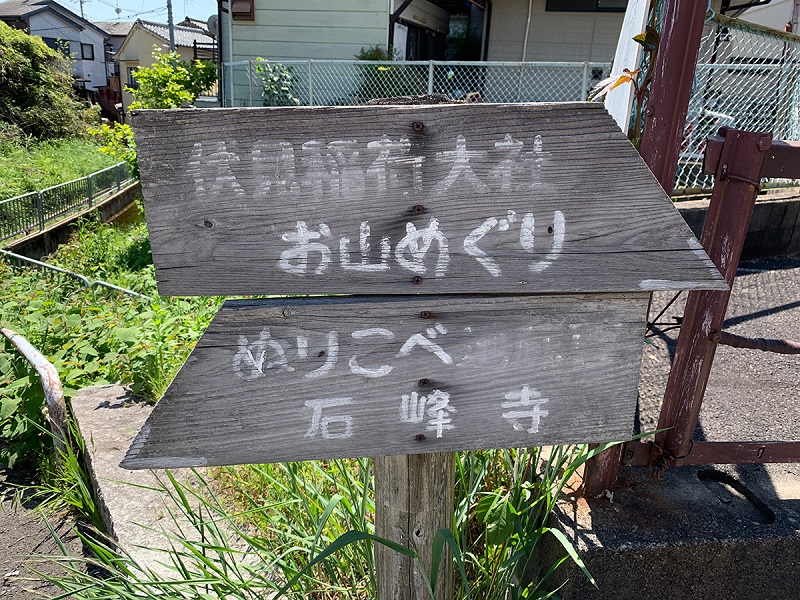 伏見稲荷大社
お山めぐり
ぬりこべ
石峰寺